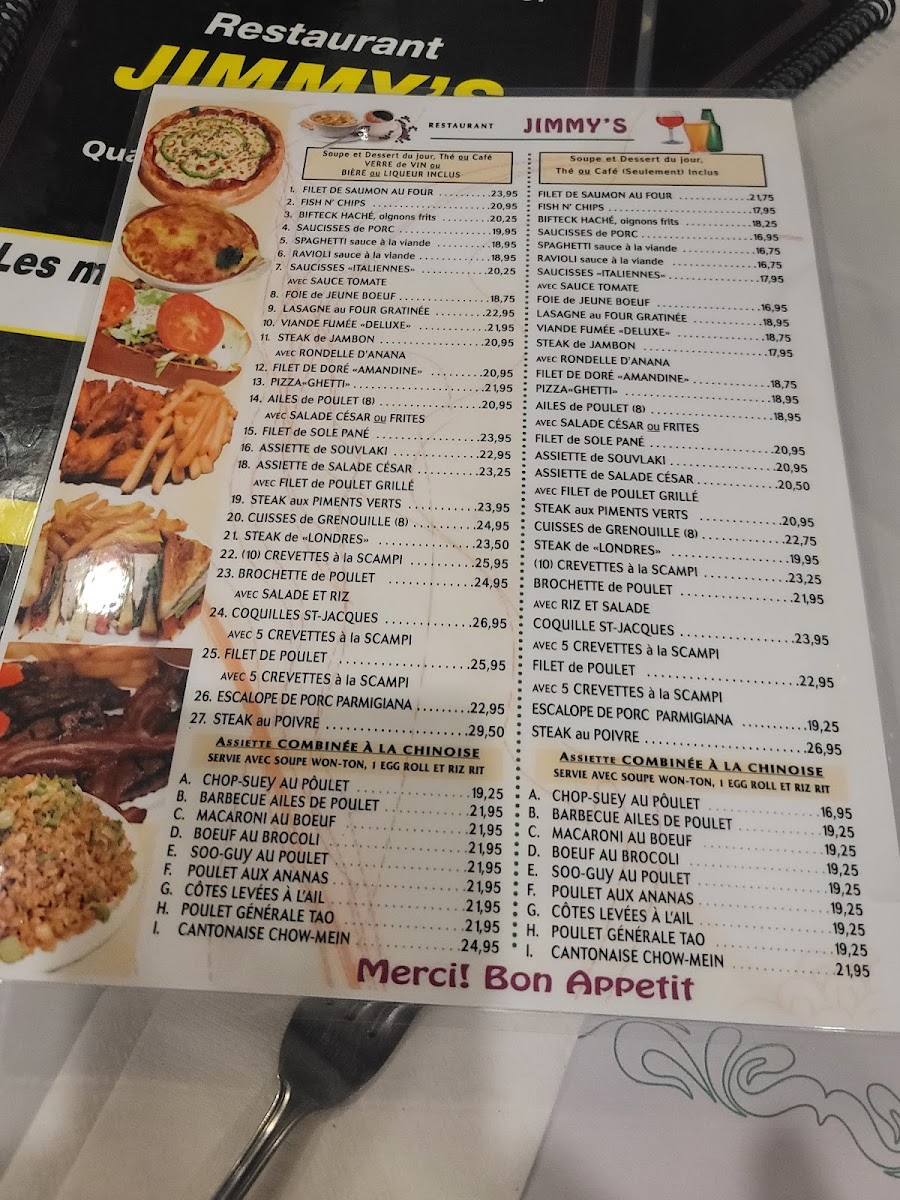 Restaurant
JIMMY'S
Qua
Les m
RESTAURANT JIMMY'S
Soupe et Dessert du jour, Thé ou Café
VERRE de VIN ou
BIÈRE ou LIQUEUR INCLUS
1. FILET DE SAUMON AU FOUR ..........23,95
2. FISH N' CHIPS ..........20,95
3. BIFTECK HACHÉ, oignons frits ..........20,25
4. SAUCISSES de PORC ..........19,95
5. SPAGHETTI sauce à la viande ..........18,95
6. RAVIOLI sauce à la viande ..........18,95
7. SAUCISSES «ITALIENNES» ..........20,25
AVEC SAUCE TOMATE
8. FOIE de JEUNE BOEUF ..........18,75
9. LASAGNE au FOUR GRATINÉE ..........22,95
10. VIANDE FUMÉE «DELUXE» ..........21,95
11. STEAK de JAMBON ..........20,95
AVEC RONDELLE D'ANANA
12. FILET DE DORÉ «AMANDINE» ..........20,95
13. PIZZA«GHETTI» ..........21,95
14. AILES de POULET (8) ..........20,95
AVEC SALADE CÉSAR ou FRITES
15. FILET de SOLE PANÉ ..........23,95
16. ASSIETTE de SOUVLAKI ..........22,95
18. ASSIETTE de SALADE CÉSAR ..........23,25
AVEC FILET de POULET GRILLÉ
19. STEAK aux PIMENTS VERTS ..........23,95
20. CUISSES de GRENOUILLE (8) ..........24,95
21. STEAK de «LONDRES» ..........23,50
22. (10) CREVETTES à la SCAMPI ..........25,95
23. BROCHETTE de POULET ..........24,95
AVEC SALADE et RIZ
24. COQUILLES ST-JACQUES ..........26,95
AVEC 5 CREVETTES à la SCAMPI
25. FILET DE POULET ..........25,95
AVEC 5 CREVETTES à la SCAMPI
26. ESCALOPE DE PORC PARMIGIANA ..........22,95
27. STEAK au POIVRE ..........29,50
ASSIETTE COMBINÉE À LA CHINOISE
SERVIE AVEC SOUPE WON-TON, 1 EGG ROLL ET RIZ RIT
A. CHOP-SUEY AU PÔULET ..........19,25
B. BARBECUE AILES DE POULET ..........21,95
C. MACARONI AU BOEUF ..........21,95
D. BOEUF AU BROCOLI ..........21,95
E. SOO-GUY AU POULET ..........21,95
F. POULET AUX ANANAS ..........21,95
G. CÔTES LEVÉES À L'AIL ..........21,95
H. POULET GÉNÉRALE TAO ..........21,95
I. CANTONAISE CHOW-MEIN ..........24,95
Soupe et Dessert du jour,
Thé ou Café (Seulement) Inclus
FILET DE SAUMON AU FOUR ..........21,75
FISH N' CHIPS ..........17,95
BIFTECK HACHÉ, oignons frits ..........18,25
SAUCISSES de PORC ..........16,95
SPAGHETTI sauce à la viande ..........16,75
RAVIOLI sauce à la viande ..........16,75
SAUCISSES «ITALIENNES» ..........17,95
AVEC SAUCE TOMATE
FOIE de JEUNE BOEUF ..........16,95
LASAGNE au FOUR GRATINÉE ..........18,95
VIANDE FUMÉE «DELUXE» ..........18,75
STEAK de JAMBON ..........17,95
AVEC RONDELLE D'ANANA
FILET DE DORÉ «AMANDINE» ..........18,75
PIZZA«GHETTI» ..........18,95
AILES de POULET (8) ..........18,95
AVEC SALADE CÉSAR ou FRITES
FILET de SOLE PANÉ ..........20,95
ASSIETTE de SOUVLAKI ..........20,95
ASSIETTE de SALADE CÉSAR ..........20,50
AVEC FILET de POULET GRILLÉ
STEAK aux PIMENTS VERTS ..........20,95
CUISSES de GRENOUILLE (8) ..........22,75
STEAK de «LONDRES» ..........19,95
(10) CREVETTES à la SCAMPI ..........23,25
BROCHETTE de POULET ..........21,95
AVEC RIZ ET SALADE
COQUILLE ST-JACQUES ..........23,95
AVEC 5 CREVETTES à la SCAMPI
FILET de POULET ..........22,95
AVEC 5 CREVETTES à la SCAMPI
ESCALOPE DE PORC PARMIGIANA ..........19,25
STEAK au POIVRE ..........26,95
ASSIETTE COMBINÉE À LA CHINOISE
SERVIE AVEC SOUPE WON-TON, 1 EGG ROLL ET RIZ RIT
A. CHOP-SUEY AU PÔULET ..........16,95
B. BARBECUE AILES DE POULET ..........19,25
C. MACARONI AU BOEUF ..........19,25
D. BOEUF AU BROCOLI ..........19,25
E. SOO-GUY AU POULET ..........19,25
F. POULET AUX ANANAS ..........19,25
G. CÔTES LEVÉES À L'AIL ..........19,25
H. POULET GÉNÉRALE TAO ..........19,25
I. CANTONAISE CHOW-MEIN ..........21,95
Merci! Bon Appetit